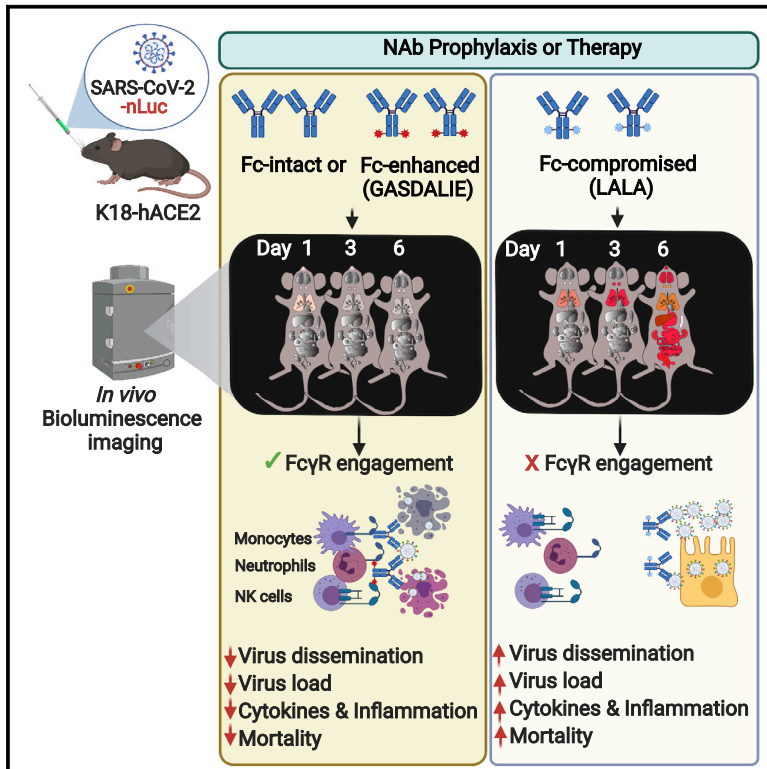 SARS-CoV-2
-nLuc
K18-hACE2
In vivo
Bioluminescence
imaging
NAb Prophylaxis or Therapy
Fc-intact or
Fc-enhanced
(GASDALIE)
Day 1 3 6
✓ FcγR engagement
Monocytes
Neutrophils
NK cells
↓Virus dissemination
↓Virus load
↓Cytokines & Inflammation
↓Mortality
Fc-compromised
(LALA)
Day 1 3 6
X FcγR engagement
↑Virus dissemination
↑Virus load
↑Cytokines & Inflammation
↑Mortality